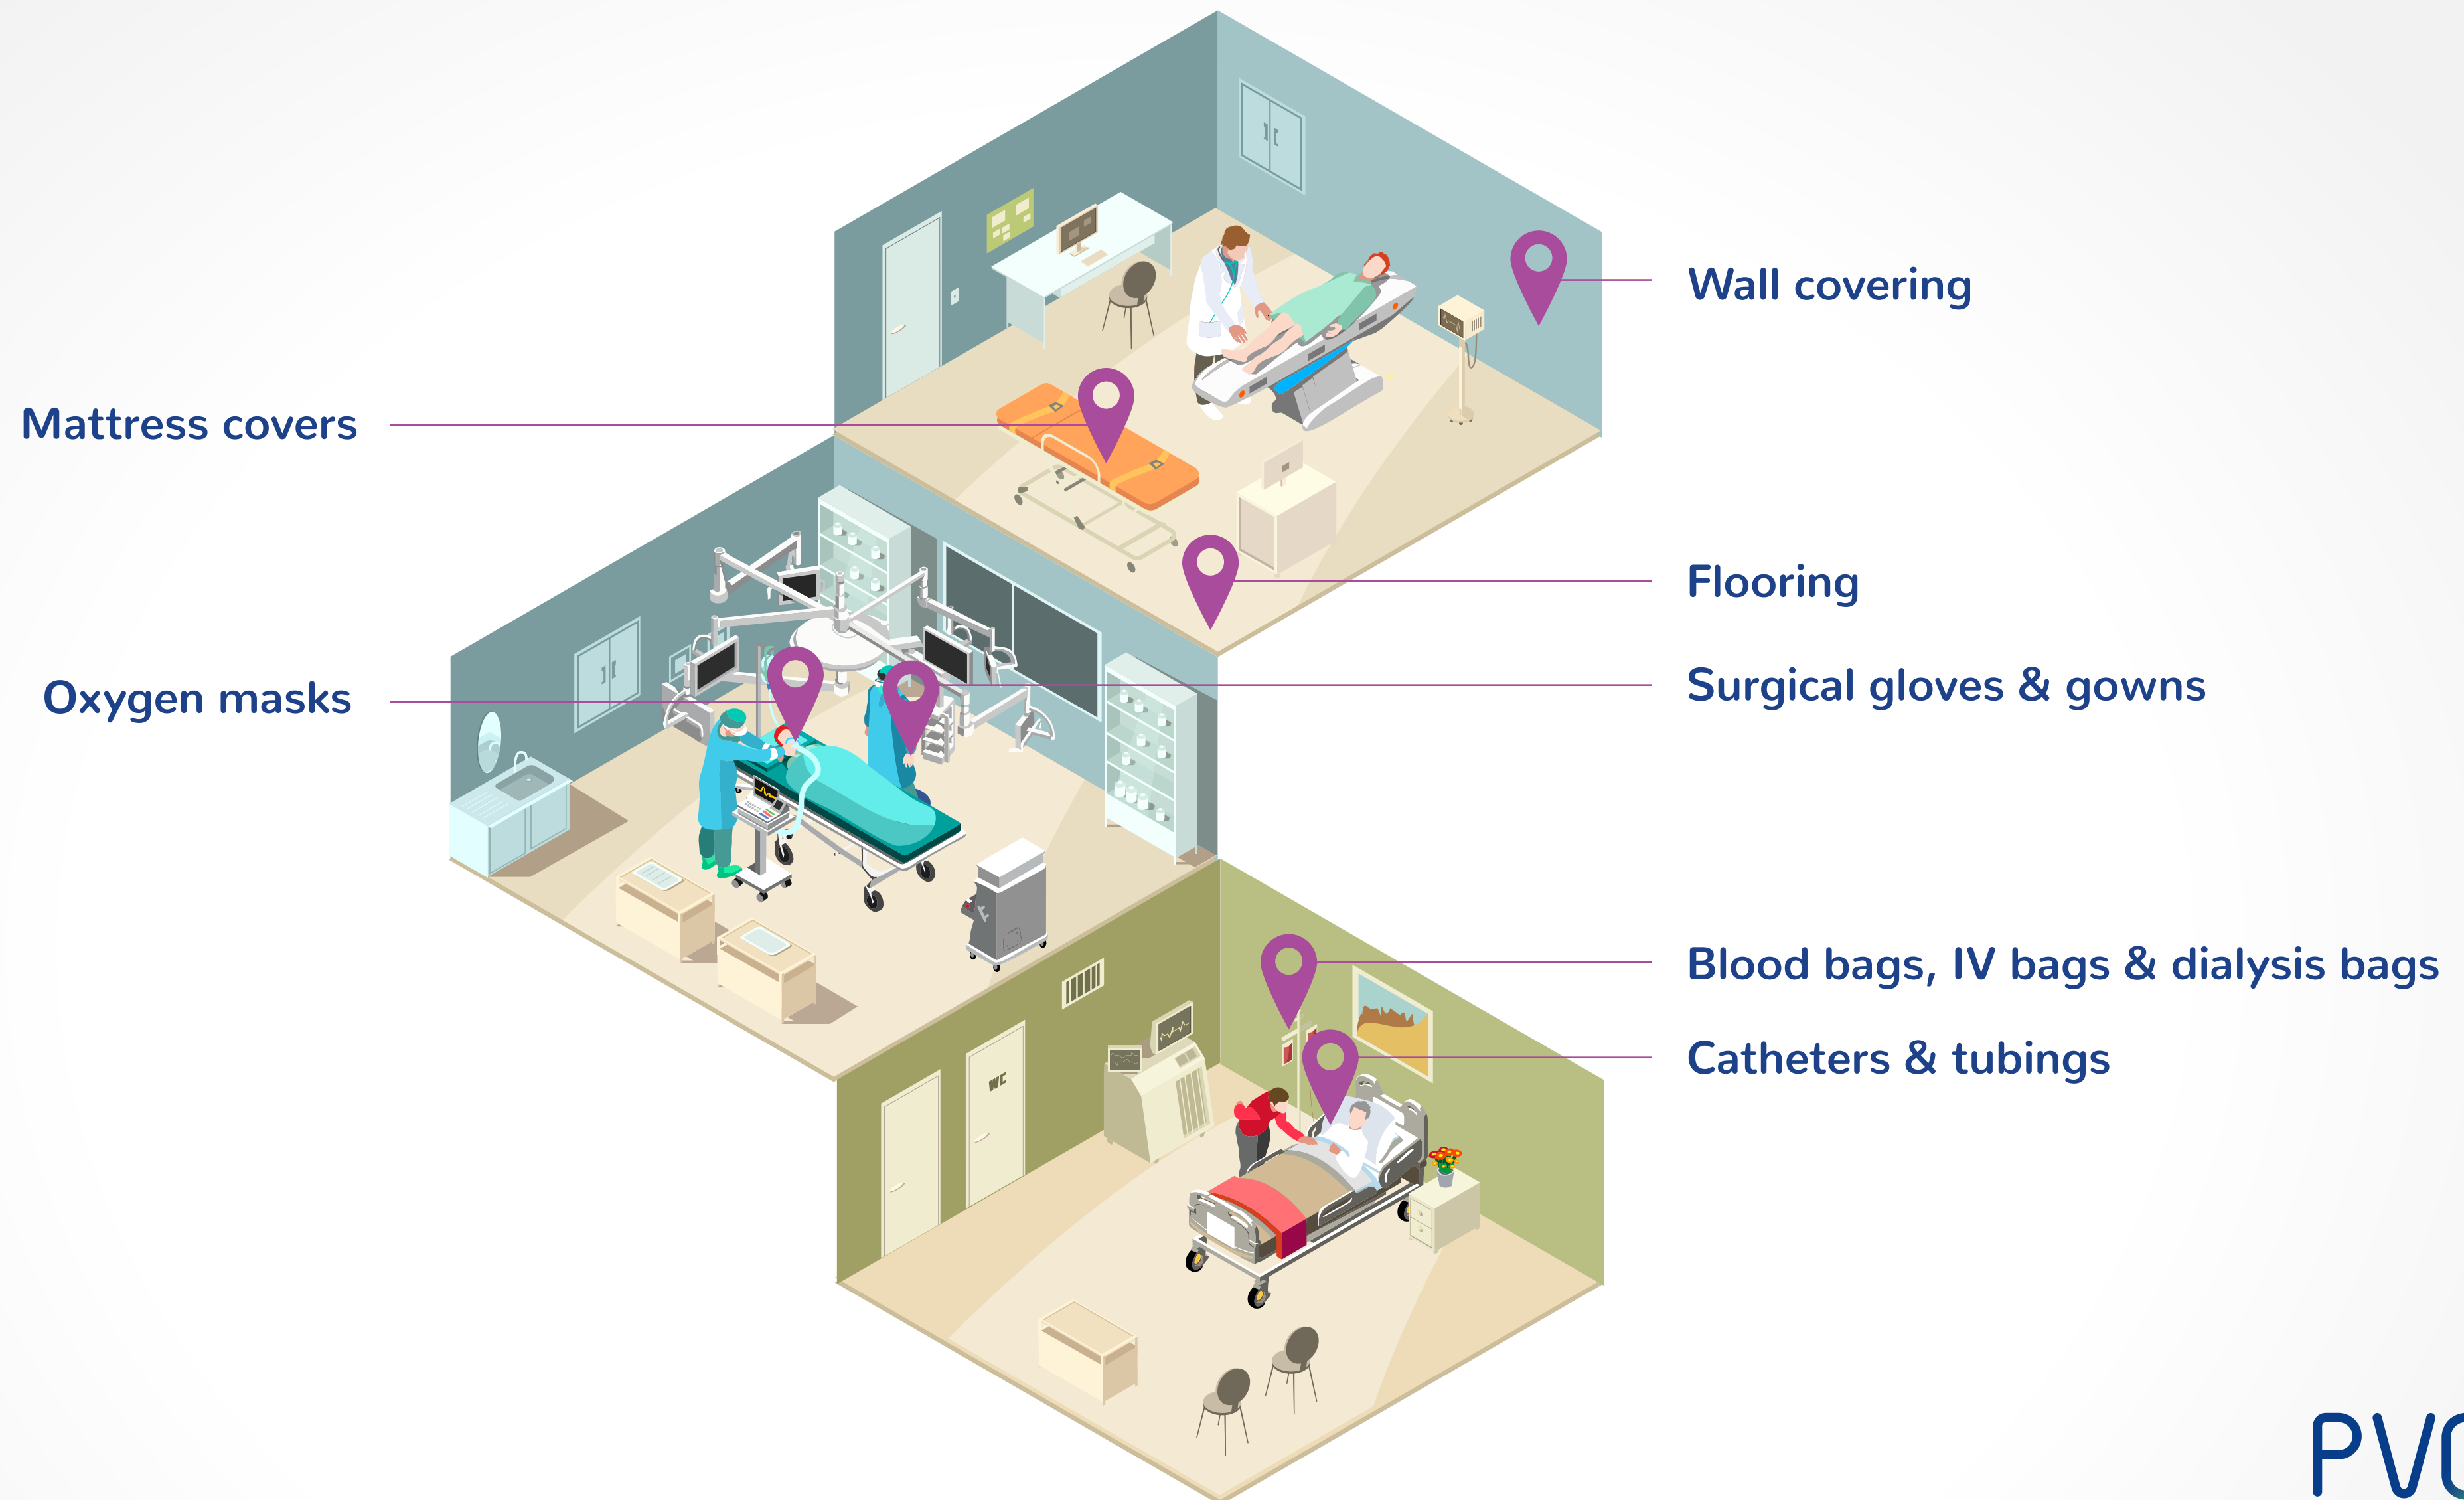 Wall covering
Mattress covers
Flooring
Surgical gloves & gowns
Oxygen masks
Blood bags, IV bags & dialysis bags
Catheters & tubings
WC
PVC